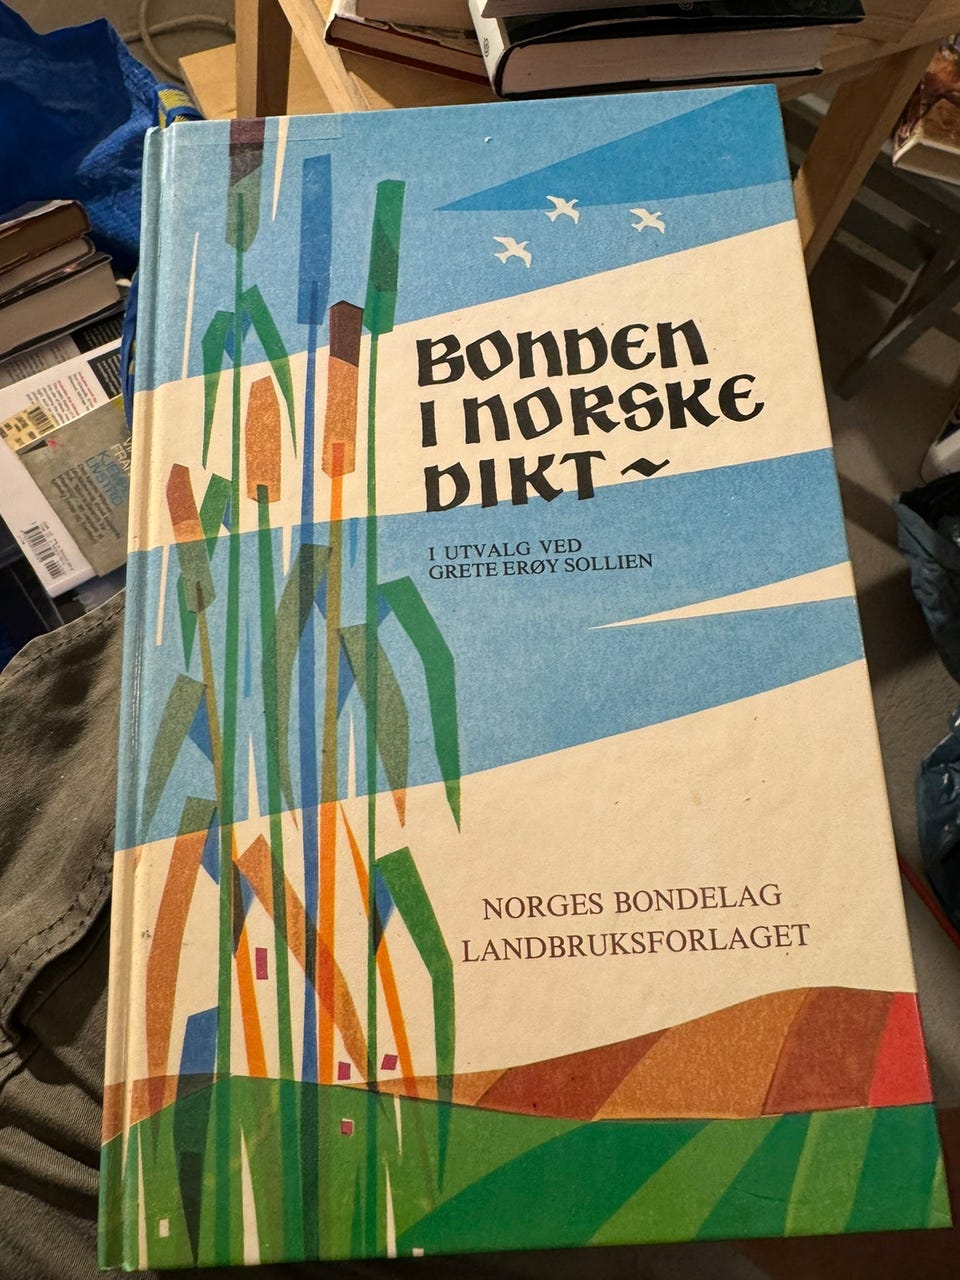 BONDEN
I NORSKE
DIKT ~
I UTVALG VED
GRETE ERØY SOLLIEN
NORGES BONDELAG
LANDBRUKSFORLAGET